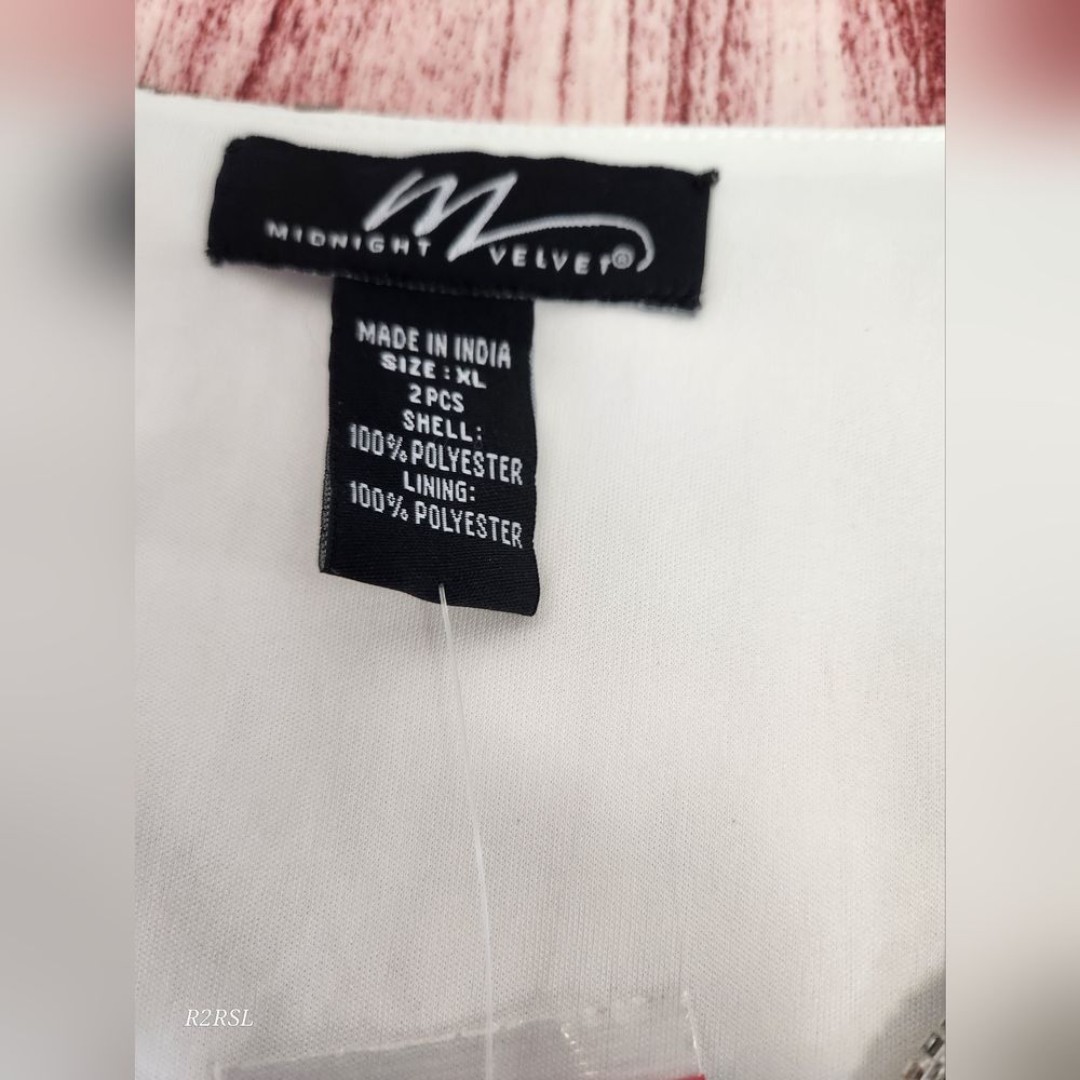 M
MIDNIGHT VELVET®
MADE IN INDIA
SIZE : XL
2 PCS
SHELL:
100% POLYESTER
LINING:
100% POLYESTER
R2RSL